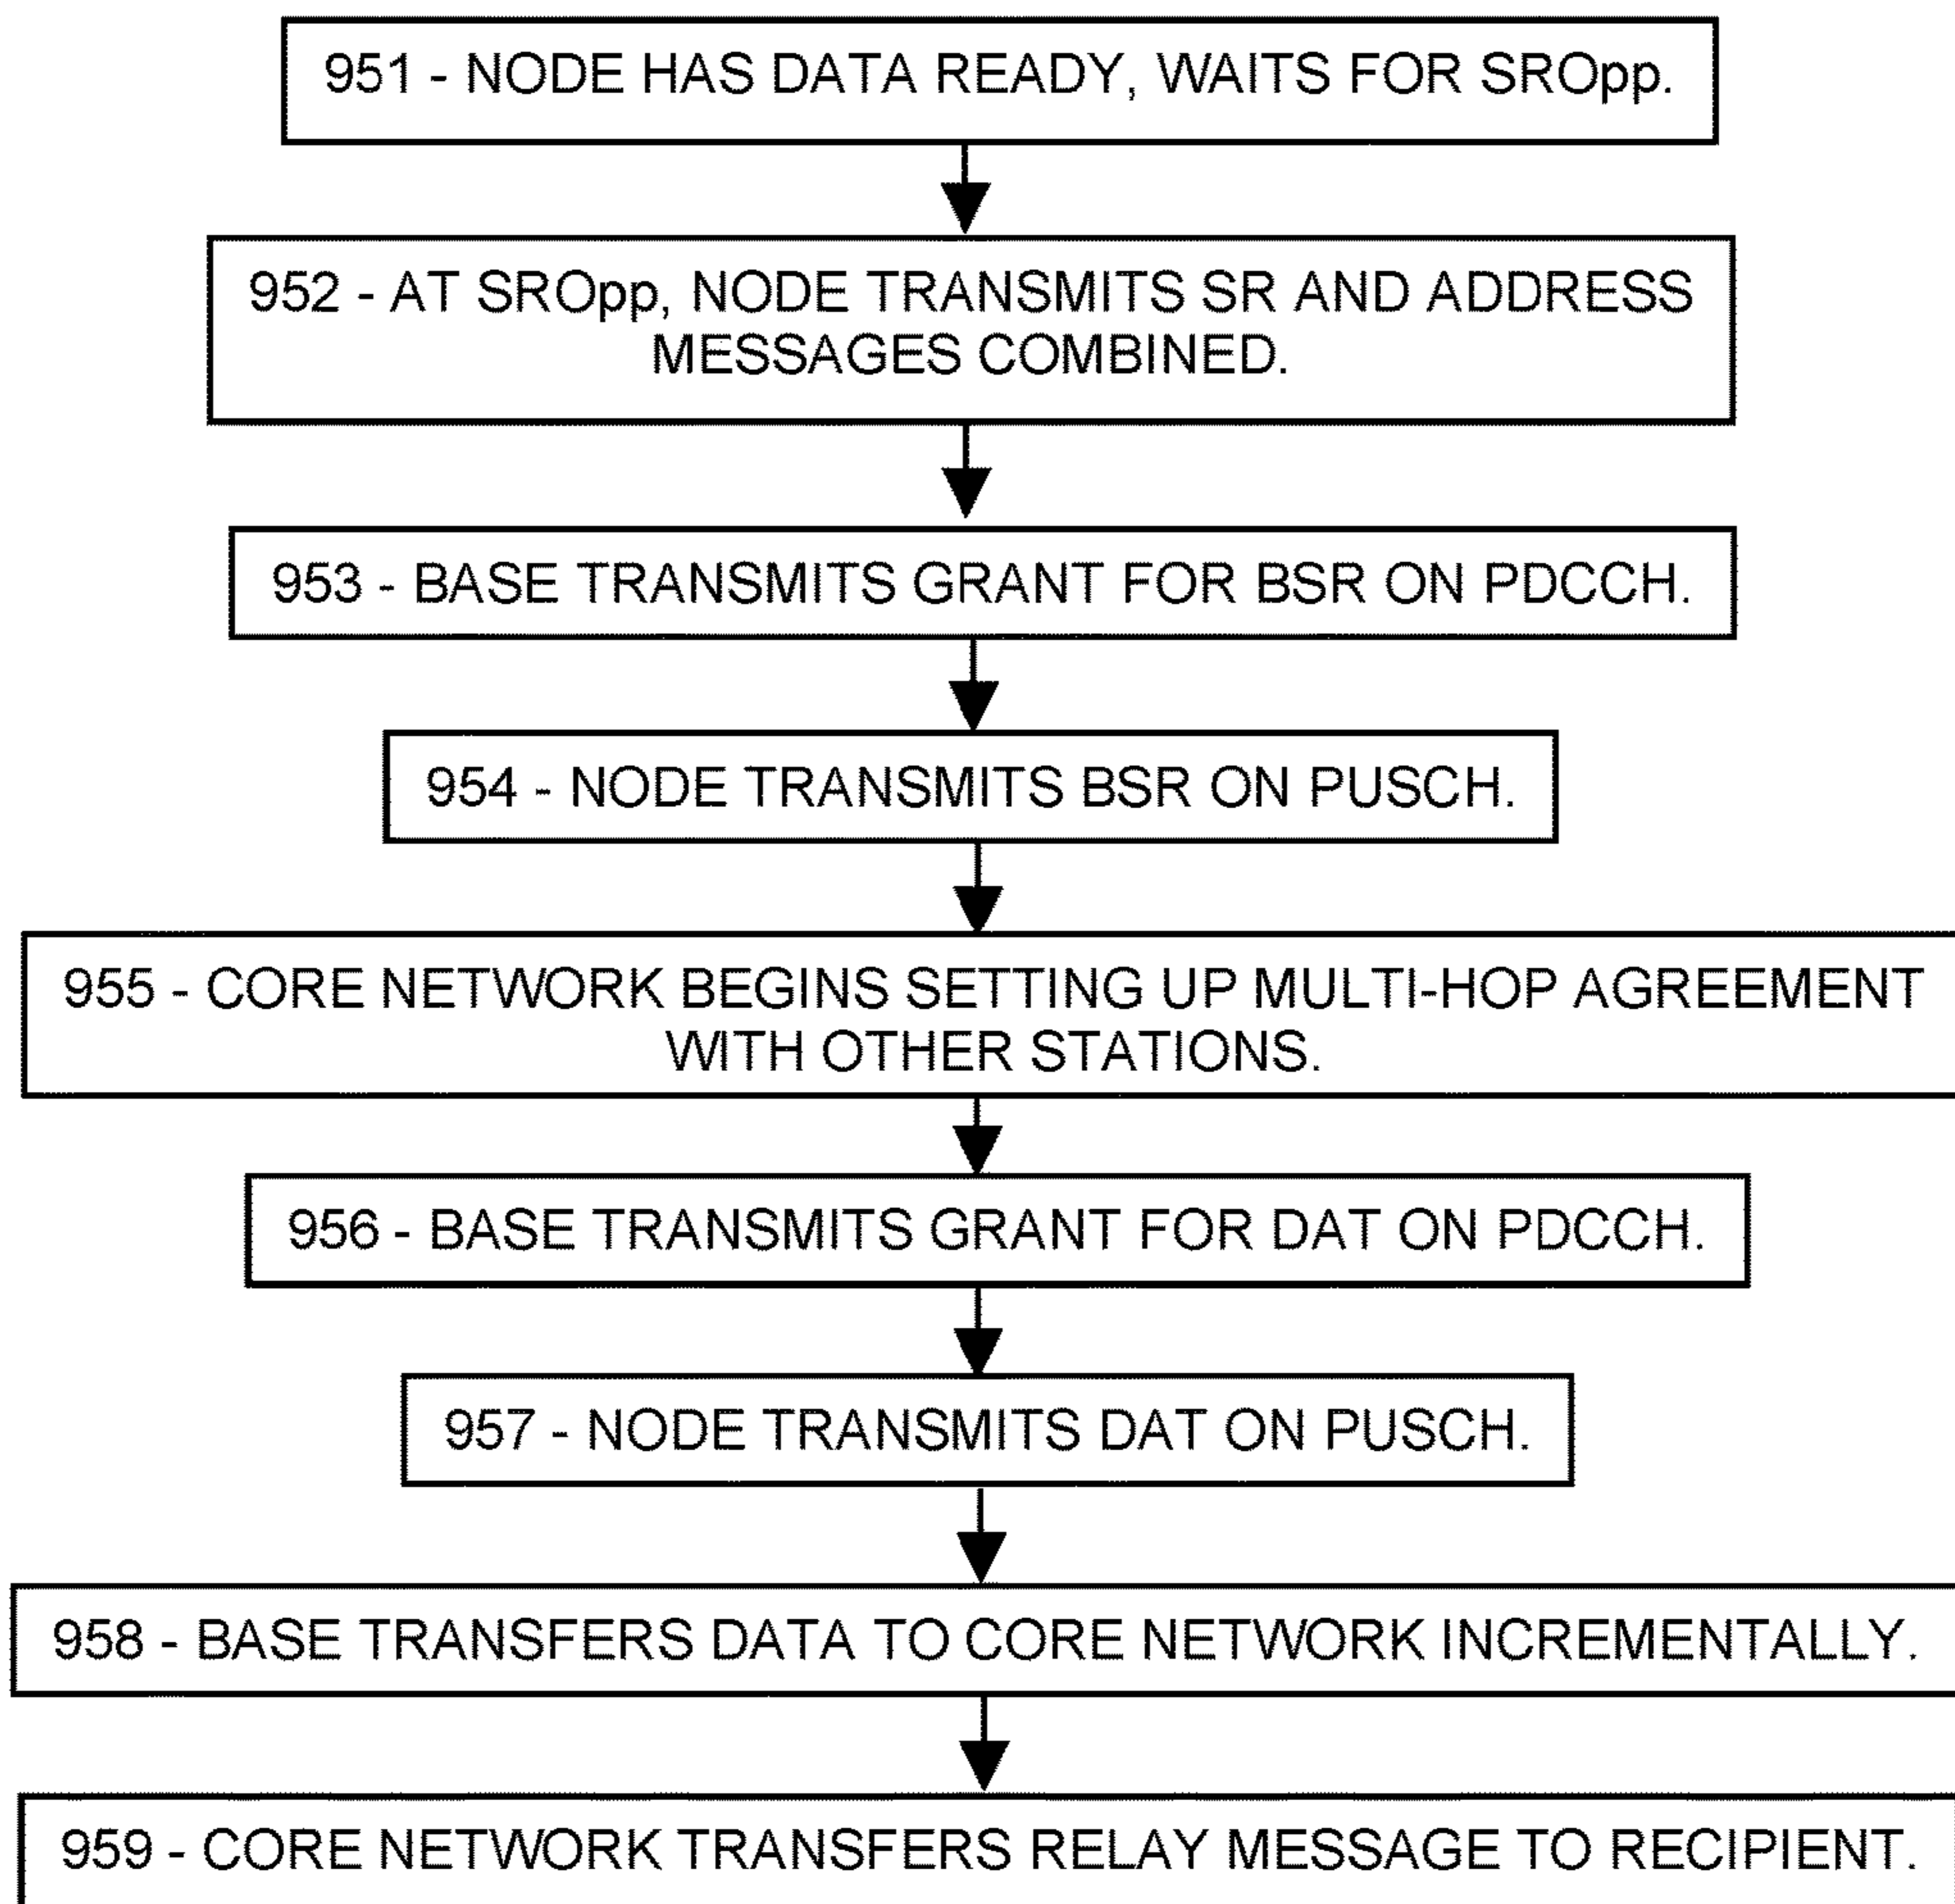 951 - NODE HAS DATA READY, WAITS FOR SROpp.
952 - AT SROpp, NODE TRANSMITS SR AND ADDRESS
MESSAGES COMBINED.
953 - BASE TRANSMITS GRANT FOR BSR ON PDCCH.
954 - NODE TRANSMITS BSR ON PUSCH.
955 - CORE NETWORK BEGINS SETTING UP MULTI-HOP AGREEMENT
WITH OTHER STATIONS.
956 - BASE TRANSMITS GRANT FOR DAT ON PDCCH.
957 - NODE TRANSMITS DAT ON PUSCH.
958 - BASE TRANSFERS DATA TO CORE NETWORK INCREMENTALLY.
959 - CORE NETWORK TRANSFERS RELAY MESSAGE TO RECIPIENT.